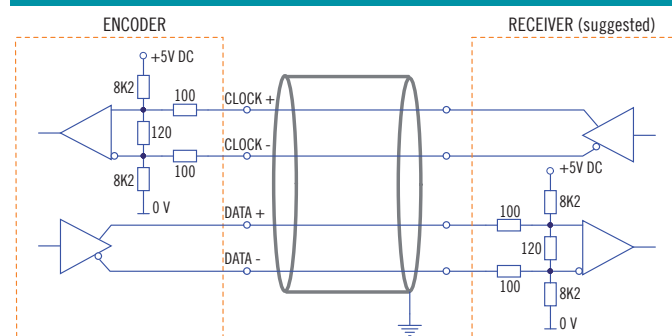 ENCODER
RECEIVER (suggested)
+5V DC
8K2
100
CLOCK +
120
CLOCK -
100
8K2
0 V
+5V DC
DATA +
100
8K2
120
DATA -
100
8K2
0 V